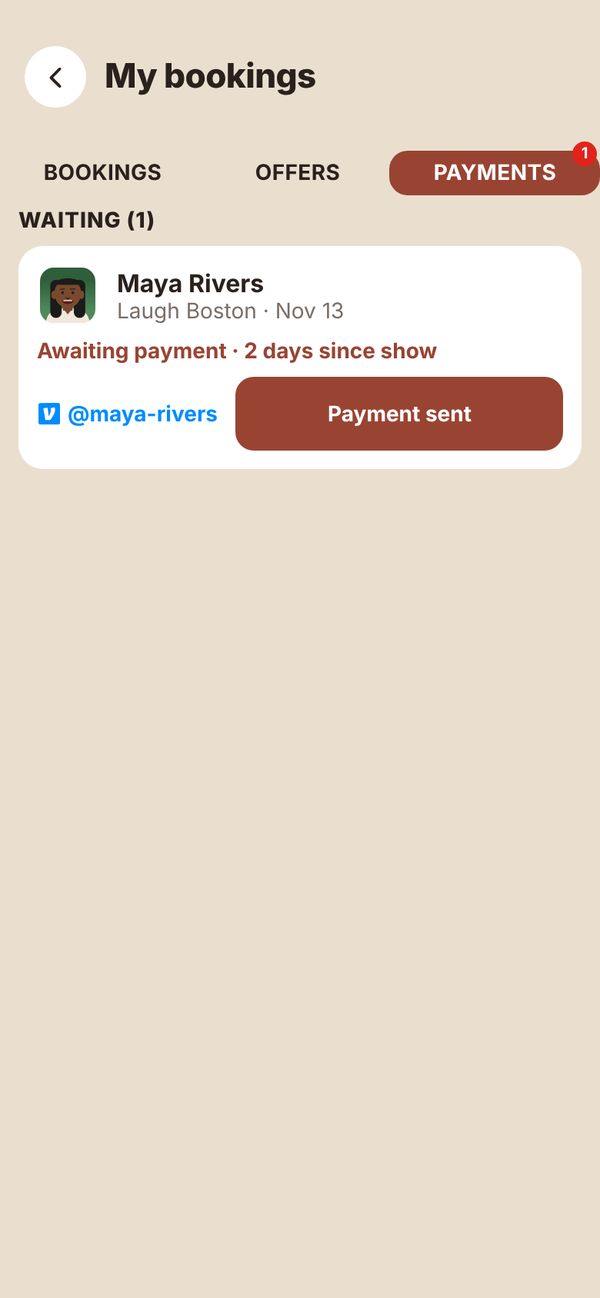 My bookings
BOOKINGS OFFERS PAYMENTS 1
WAITING (1)
Maya Rivers
Laugh Boston · Nov 13
Awaiting payment · 2 days since show
@maya-rivers Payment sent